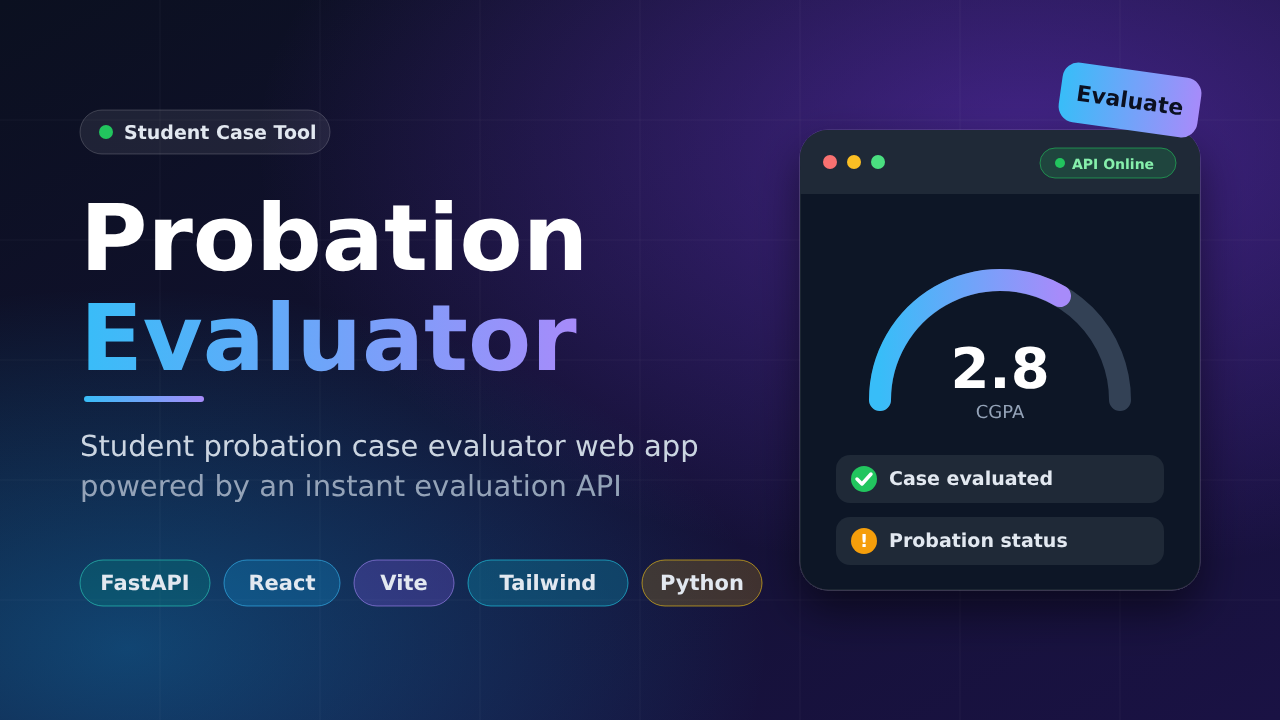 Student Case Tool
Probation
Evaluator
Student probation case evaluator web app
powered by an instant evaluation API
FastAPI
React
Vite
Tailwind
Python
Evaluate
API Online
2.8
CGPA
Case evaluated
! Probation status